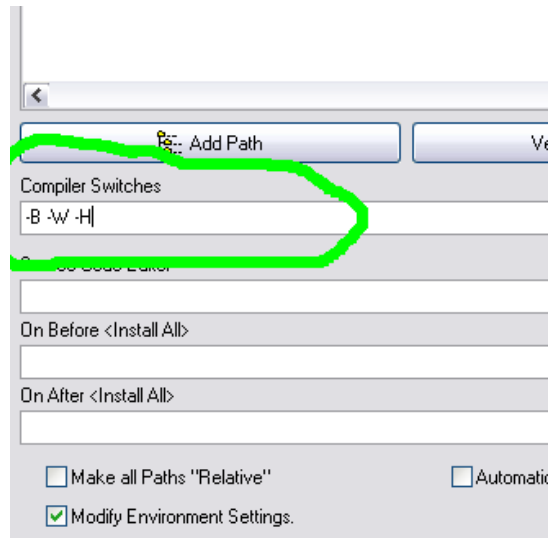 Add Path
Compiler Switches
-B -W -H
On Before <Install All>
On After <Install All>
Make all Paths "Relative"
Modify Environment Settings.